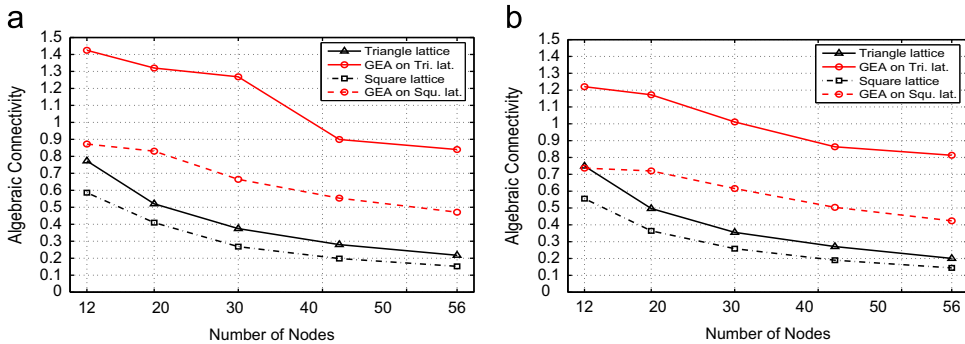 a
1.5
1.4
1.3
1.2
1.1
1
0.9
0.8
0.7
0.6
0.5
0.4
0.3
0.2
0.1
0
Algebraic Connectivity
Triangle lattice
GEA on Tri. lat.
Square lattice
GEA on Squ. lat.
12 20 30 40 50 56
Number of Nodes
b
1.5
1.4
1.3
1.2
1.1
1
0.9
0.8
0.7
0.6
0.5
0.4
0.3
0.2
0.1
0
Algebraic Connectivity
Triangle lattice
GEA on Tri. lat.
Square lattice
GEA on Squ. lat.
12 20 30 40 50 56
Number of Nodes